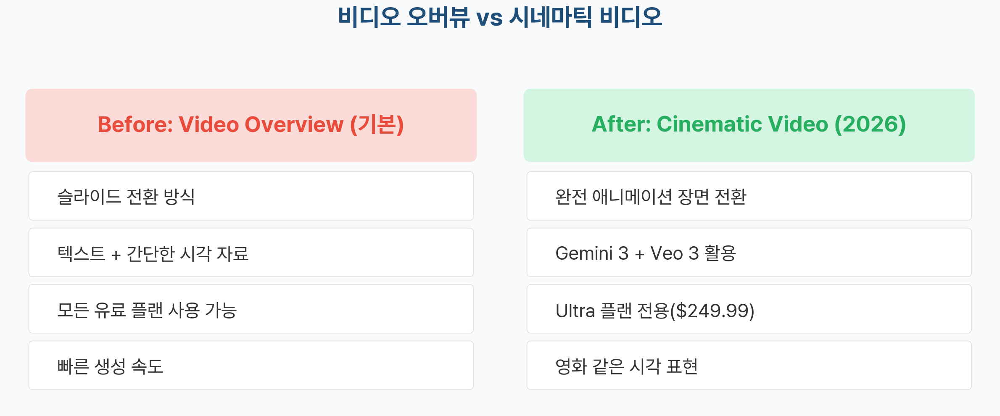 비디오 오버뷰 vs 시네마틱 비디오
Before: Video Overview (기본)
슬라이드 전환 방식
텍스트 + 간단한 시각 자료
모든 유료 플랜 사용 가능
빠른 생성 속도
After: Cinematic Video (2026)
완전 애니메이션 장면 전환
Gemini 3 + Veo 3 활용
Ultra 플랜 전용($249.99)
영화 같은 시각 표현